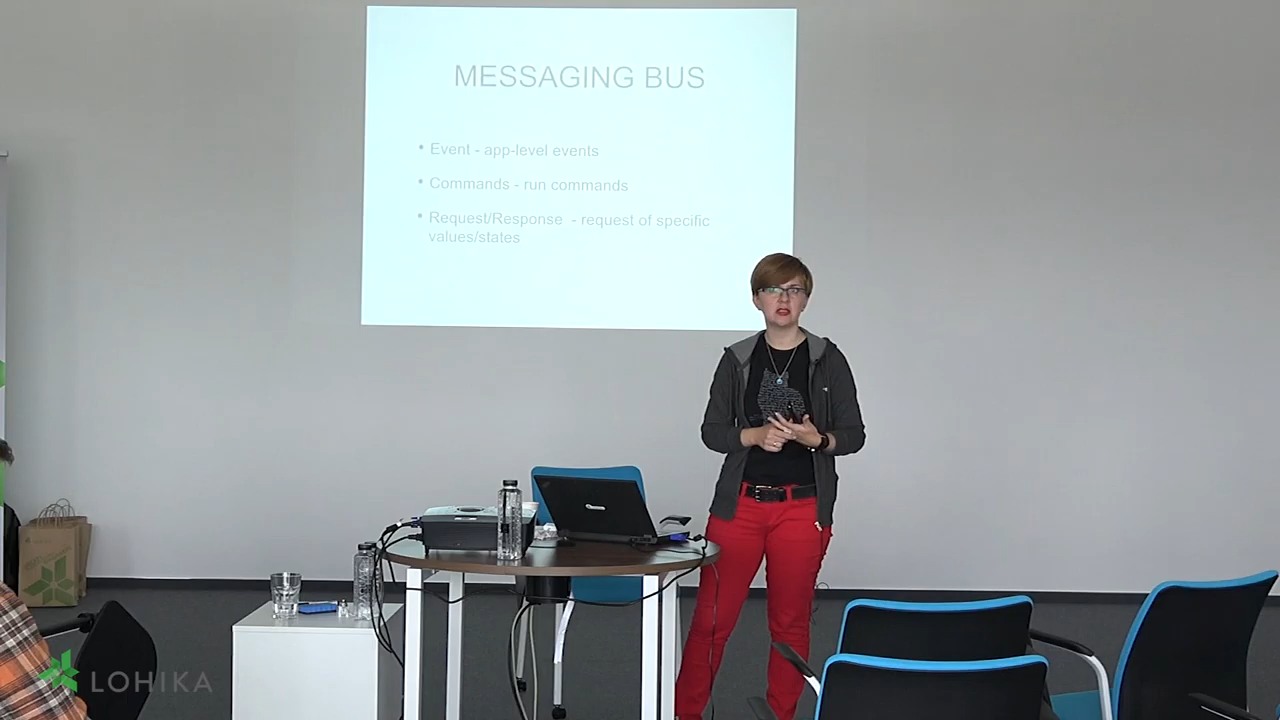 MESSAGING BUS
• Event - app-level events
• Commands - run commands
• Request/Response - request of specific
values/states
LOHIKA